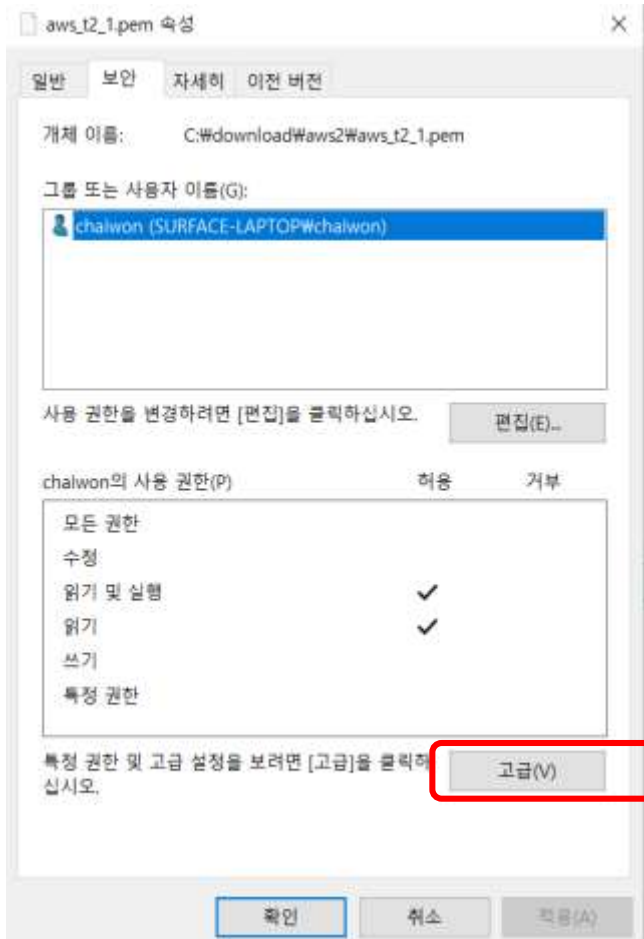 aws_t2_1.pem 속성
일반 보안 자세히 이전 버전
개체 이름: C:₩download₩aws2₩aws_t2_1.pem
그룹 또는 사용자 이름(G):
chaiwon (SURFACE-LAPTOP₩chaiwon)
사용 권한을 변경하려면 [편집]을 클릭하십시오.
편집(E)...
chaiwon의 사용 권한(P) 허용 거부
모든 권한
수정
읽기 및 실행
읽기
쓰기
특정 권한
특정 권한 및 고급 설정을 보려면 [고급]을 클릭하
십시오.
고급(V)
확인 취소 적용(A)